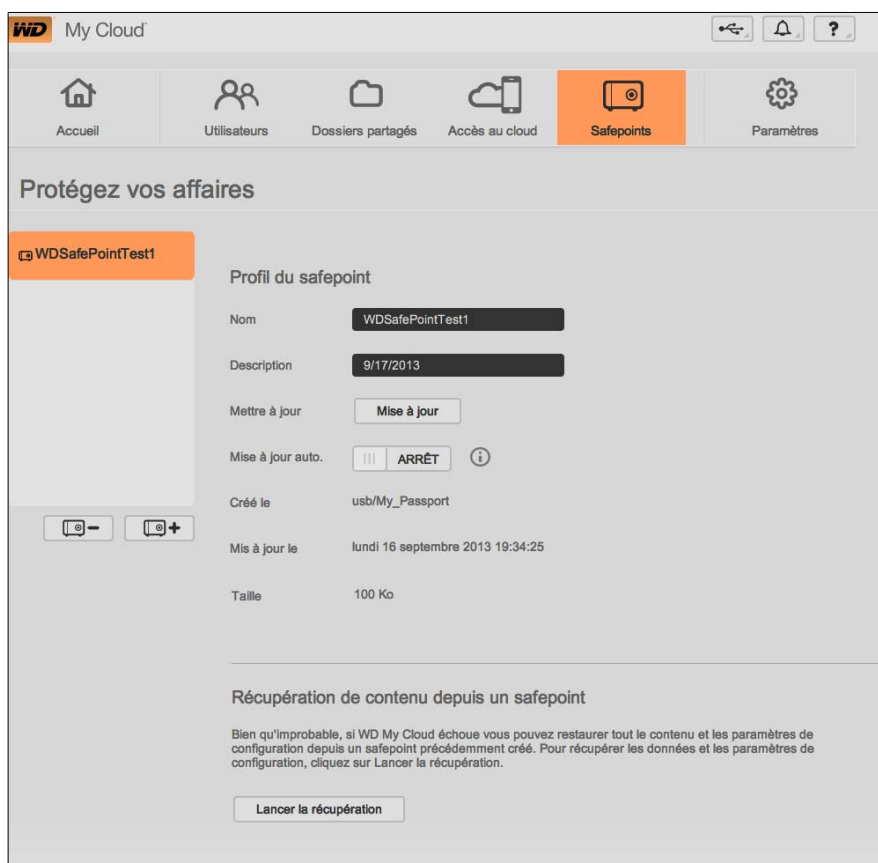 WD My Cloud
?
Accueil
Utilisateurs
Dossiers partagés
Accès au cloud
Safepoints
Paramètres
Protégez vos affaires
WDSafePointTest1
Profil du safepoint
Nom WDSafePointTest1
Description 9/17/2013
Mettre à jour Mise à jour
Mise à jour auto. ARRÊT
Créé le usb/My_Passport
Mis à jour le lundi 16 septembre 2013 19:34:25
Taille 100 Ko
Récupération de contenu depuis un safepoint
Bien qu'improbable, si WD My Cloud échoue vous pouvez restaurer tout le contenu et les paramètres de
configuration depuis un safepoint précédemment créé. Pour récupérer les données et les paramètres de
configuration, cliquez sur Lancer la récupération.
Lancer la récupération